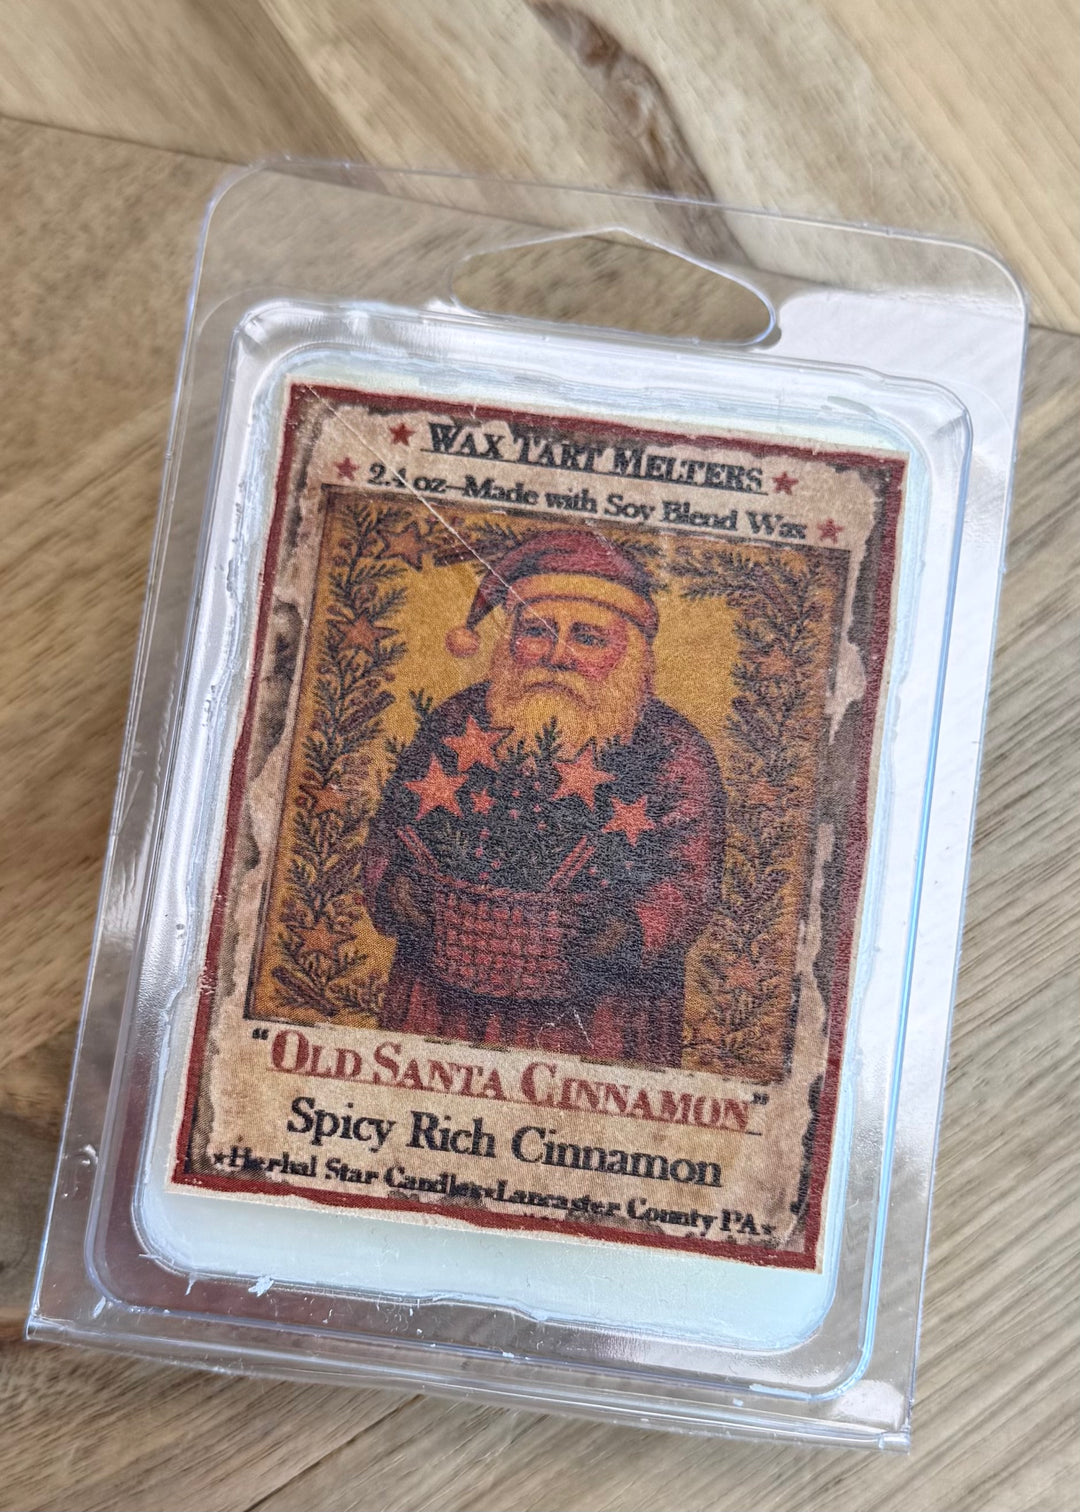 ★ WAX TART MELTERS ★
★ 2.4 oz–Made with Soy Blend Wax ★
"OLD SANTA CINNAMON"
Spicy Rich Cinnamon
★Herbal Star Candles★Lancaster County PA★